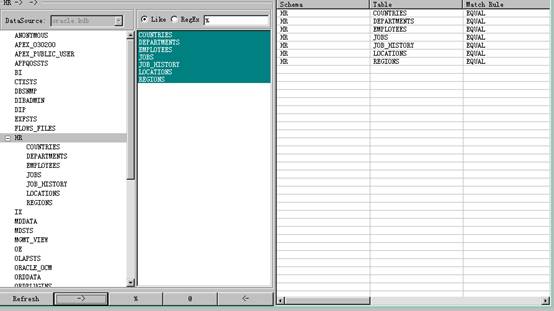 HR -> -> ->
DataSource: oracle.kdb
ANONYMOUS
APEX_030200
APEX_PUBLIC_USER
APPQOSSYS
BI
CTXSYS
DBSNMP
DIBADMIN
DIP
EXFSYS
FLOWS_FILES
HR
COUNTRIES
DEPARTMENTS
EMPLOYEES
JOBS
JOB_HISTORY
LOCATIONS
REGIONS
IX
MDDATA
MDSYS
MGMT_VIEW
OE
OLAPSYS
ORACLE_OCM
ORDDATA
ORDPLUGINS
Like RegEx %
COUNTRIES
DEPARTMENTS
EMPLOYEES
JOBS
JOB_HISTORY
LOCATIONS
REGIONS
Refresh -> % @ <-
Schema Table Match Rule
HR COUNTRIES EQUAL
HR DEPARTMENTS EQUAL
HR EMPLOYEES EQUAL
HR JOBS EQUAL
HR JOB_HISTORY EQUAL
HR LOCATIONS EQUAL
HR REGIONS EQUAL